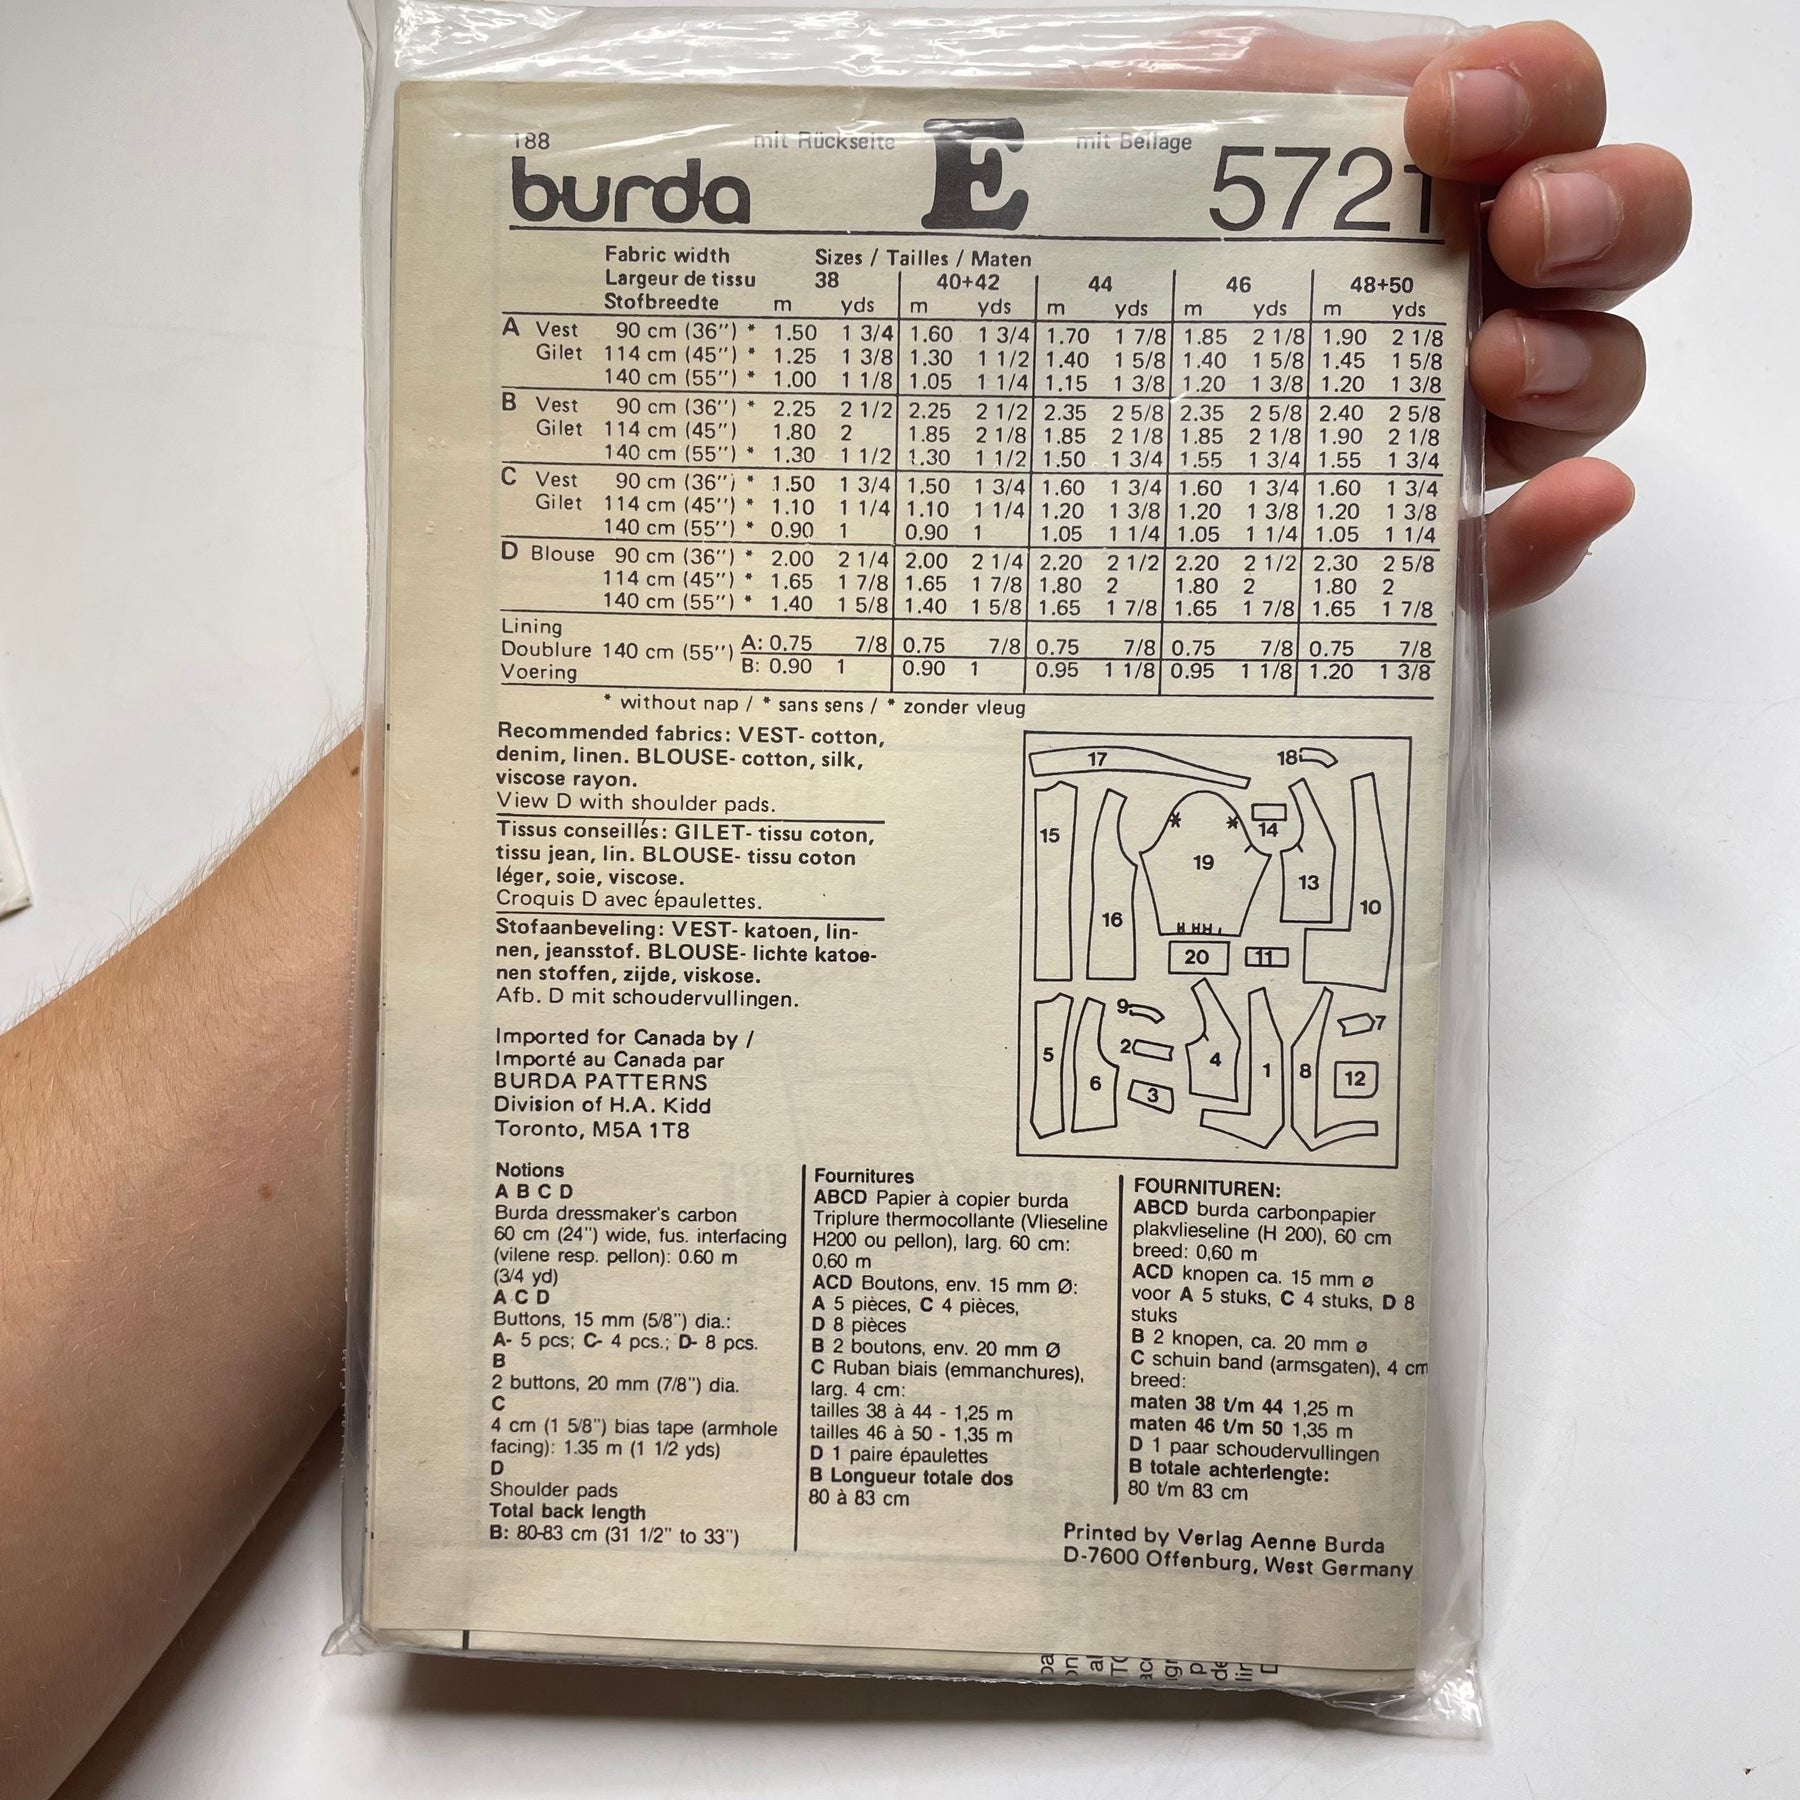 188 mit Rückseite E mit Beilage 5721
burda
Fabric width Sizes / Tailles / Maten
Largeur de tissu 38 40+42 44 46 48+50
Stofbreedte m yds m yds m yds m yds m yds
A Vest 90 cm (36") * 1.50 1 3/4 1.60 1 3/4 1.70 1 7/8 1.85 2 1/8 1.90 2 1/8
Gilet 114 cm (45") * 1.25 1 3/8 1.30 1 1/2 1.40 1 5/8 1.40 1 5/8 1.45 1 5/8
140 cm (55") * 1.00 1 1/8 1.05 1 1/4 1.15 1 3/8 1.20 1 3/8 1.20 1 3/8
B Vest 90 cm (36") * 2.25 2 1/2 2.25 2 1/2 2.35 2 5/8 2.35 2 5/8 2.40 2 5/8
Gilet 114 cm (45") 1.80 2 1.85 2 1/8 1.85 2 1/8 1.85 2 1/8 1.90 2 1/8
140 cm (55") * 1.30 1 1/2 1.30 1 1/2 1.50 1 3/4 1.55 1 3/4 1.55 1 3/4
C Vest 90 cm (36") * 1.50 1 3/4 1.50 1 3/4 1.60 1 3/4 1.60 1 3/4 1.60 1 3/4
Gilet 114 cm (45") * 1.10 1 1/4 1.10 1 1/4 1.20 1 3/8 1.20 1 3/8 1.20 1 3/8
140 cm (55") * 0.90 1 0.90 1 1.05 1 1/4 1.05 1 1/4 1.05 1 1/4
D Blouse 90 cm (36") * 2.00 2 1/4 2.00 2 1/4 2.20 2 1/2 2.20 2 1/2 2.30 2 5/8
114 cm (45") * 1.65 1 7/8 1.65 1 7/8 1.80 2 1.80 2 1.80 2
140 cm (55") * 1.40 1 5/8 1.40 1 5/8 1.65 1 7/8 1.65 1 7/8 1.65 1 7/8
Lining
Doublure 140 cm (55") A: 0.75 7/8 0.75 7/8 0.75 7/8 0.75 7/8 0.75 7/8
Voering B: 0.90 1 0.90 1 0.95 1 1/8 0.95 1 1/8 1.20 1 3/8
* without nap / * sans sens / * zonder vleug
Recommended fabrics: VEST- cotton,
denim, linen. BLOUSE- cotton, silk,
viscose rayon.
View D with shoulder pads.
Tissus conseillés: GILET- tissu coton,
tissu jean, lin. BLOUSE- tissu coton
léger, soie, viscose.
Croquis D avec épaulettes.
Stofaanbeveling: VEST- katoen, lin-
nen, jeansstof. BLOUSE- lichte katoe-
nen stoffen, zijde, viskose.
Afb. D mit schoudervullingen.
Imported for Canada by /
Importé au Canada par
BURDA PATTERNS
Division of H.A. Kidd
Toronto, M5A 1T8
17 18
15 14
19 13
16 10
20 11
9 7
2 5 4 1 8
6 3 12
Notions
A B C D
Burda dressmaker's carbon
60 cm (24") wide, fus. interfacing
(vilene resp. pellon): 0.60 m
(3/4 yd)
A C D
Buttons, 15 mm (5/8") dia.:
A- 5 pcs; C- 4 pcs.; D- 8 pcs.
B
2 buttons, 20 mm (7/8") dia.
C
4 cm (1 5/8") bias tape (armhole
facing): 1.35 m (1 1/2 yds)
D
Shoulder pads
Total back length
B: 80-83 cm (31 1/2" to 33")
Fournitures
ABCD Papier à copier burda
Triplure thermocollante (Vlieseline
H200 ou pellon), larg. 60 cm:
0,60 m
ACD Boutons, env. 15 mm Ø:
A 5 pièces, C 4 pièces,
D 8 pièces
B 2 boutons, env. 20 mm Ø
C Ruban biais (emmanchures),
larg. 4 cm:
tailles 38 à 44 - 1,25 m
tailles 46 à 50 - 1,35 m
D 1 paire épaulettes
B Longueur totale dos
80 à 83 cm
FOURNITUREN:
ABCD burda carbonpapier
plakvlieseline (H 200), 60 cm
breed: 0,60 m
ACD knopen ca. 15 mm ø
voor A 5 stuks, C 4 stuks, D 8
stuks
B 2 knopen, ca. 20 mm ø
C schuin band (armsgaten), 4 cm
breed:
maten 38 t/m 44 1,25 m
maten 46 t/m 50 1,35 m
D 1 paar schoudervullingen
B totale achterlengte:
80 t/m 83 cm
Printed by Verlag Aenne Burda
D-7600 Offenburg, West Germany